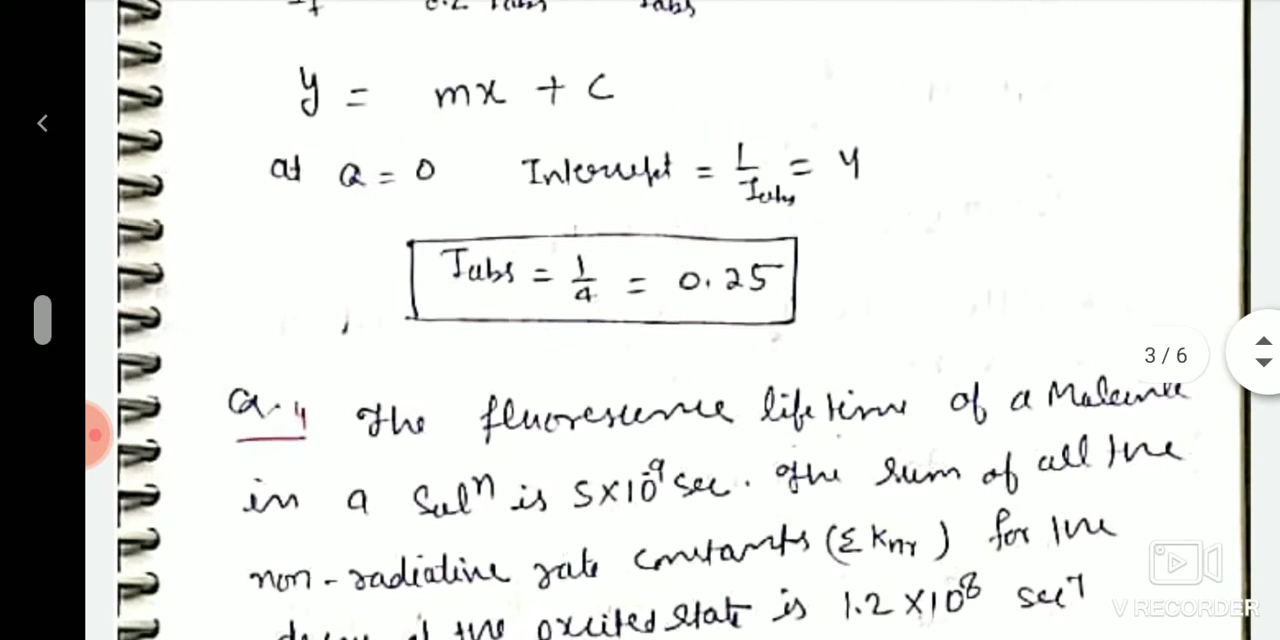 y = mx + c
at Q = 0 Intercept = 1/Iabs = 4
Iabs = 1/4 = 0.25
3 / 6
Q.4 The fluorescence life time of a Molecule
in a Solⁿ is 5×10⁻⁹ sec. The sum of all the
non-radiative rate constants (Σ Knr) for the
the excited state is 1.2 ×10⁸ sec⁻¹
V RECORDER